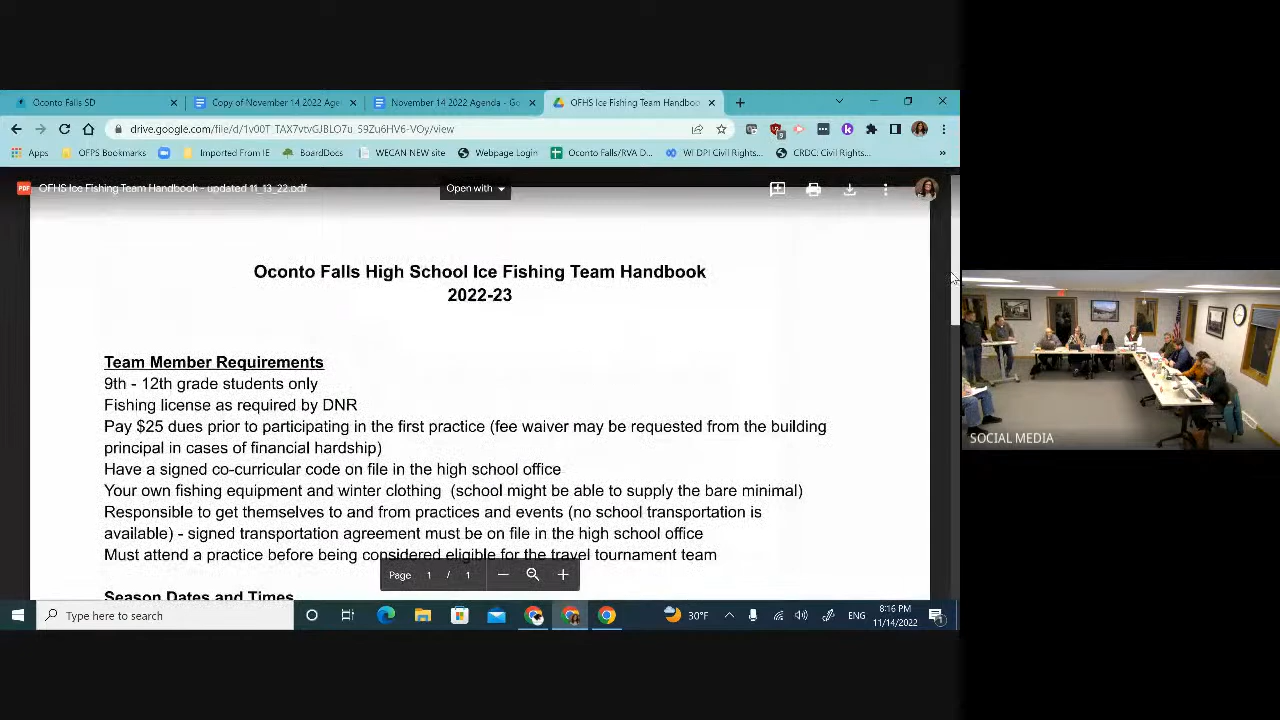 Oconto Falls SD
Copy of November 14 2022 Age
November 14 2022 Agenda - Go
OFHS Ice Fishing Team Handboo
drive.google.com/file/d/1v00T_TAX7vtvGJBLO7u_59Zu6HV6-VOy/view
Apps
OFPS Bookmarks
Imported From IE
BoardDocs
WECAN NEW site
Webpage Login
Oconto Falls/RVA D...
WI DPI Civil Rights...
CRDC: Civil Rights...
»
PDF
OFHS Ice Fishing Team Handbook - updated 11_13_22.pdf
Open with
Oconto Falls High School Ice Fishing Team Handbook
2022-23
Team Member Requirements
9th - 12th grade students only
Fishing license as required by DNR
Pay $25 dues prior to participating in the first practice (fee waiver may be requested from the building
principal in cases of financial hardship)
Have a signed co-curricular code on file in the high school office
Your own fishing equipment and winter clothing (school might be able to supply the bare minimal)
Responsible to get themselves to and from practices and events (no school transportation is
available) - signed transportation agreement must be on file in the high school office
Must attend a practice before being considered eligible for the travel tournament team
Page 1 / 1
Season Dates and Times
Type here to search
30°F
ENG
8:16 PM
11/14/2022
SOCIAL MEDIA